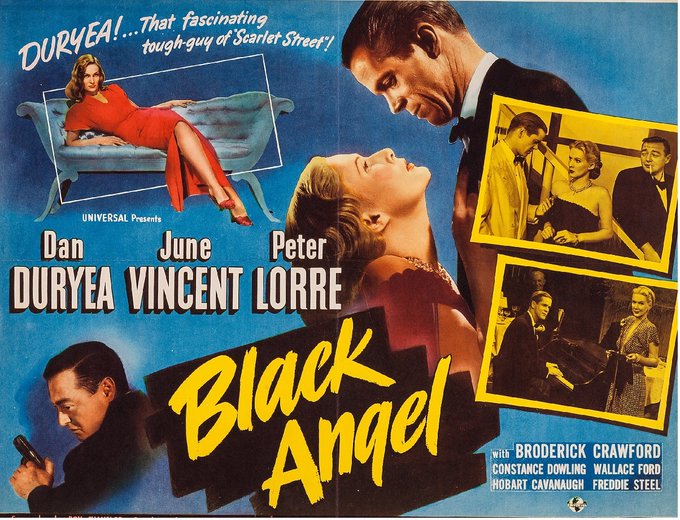 DURYEA!...That fascinating
tough-guy of "Scarlet Street"!
UNIVERSAL Presents
Dan June Peter
DURYEA VINCENT LORRE
Black
Angel
with BRODERICK CRAWFORD
CONSTANCE DOWLING WALLACE FORD
HOBART CAVANAUGH FREDDIE STEEL